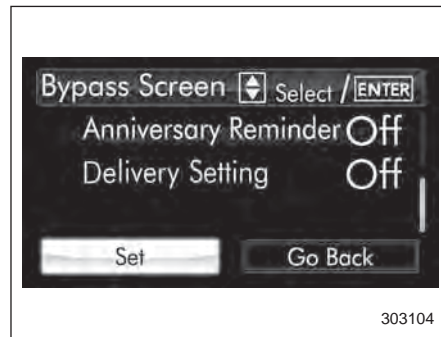 Bypass Screen Select / ENTER
Anniversary Reminder Off
Delivery Setting Off
Set Go Back
303104